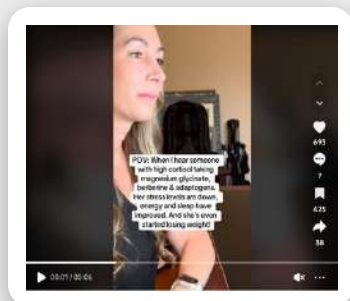 POV: When I hear someone
with high cortisol taking
magnesium glycinate,
berberine & adaptogens.
Her stress levels are down,
energy and sleep have
improved. And she's even
started losing weight!
693
7
425
38
00:01 / 00:06